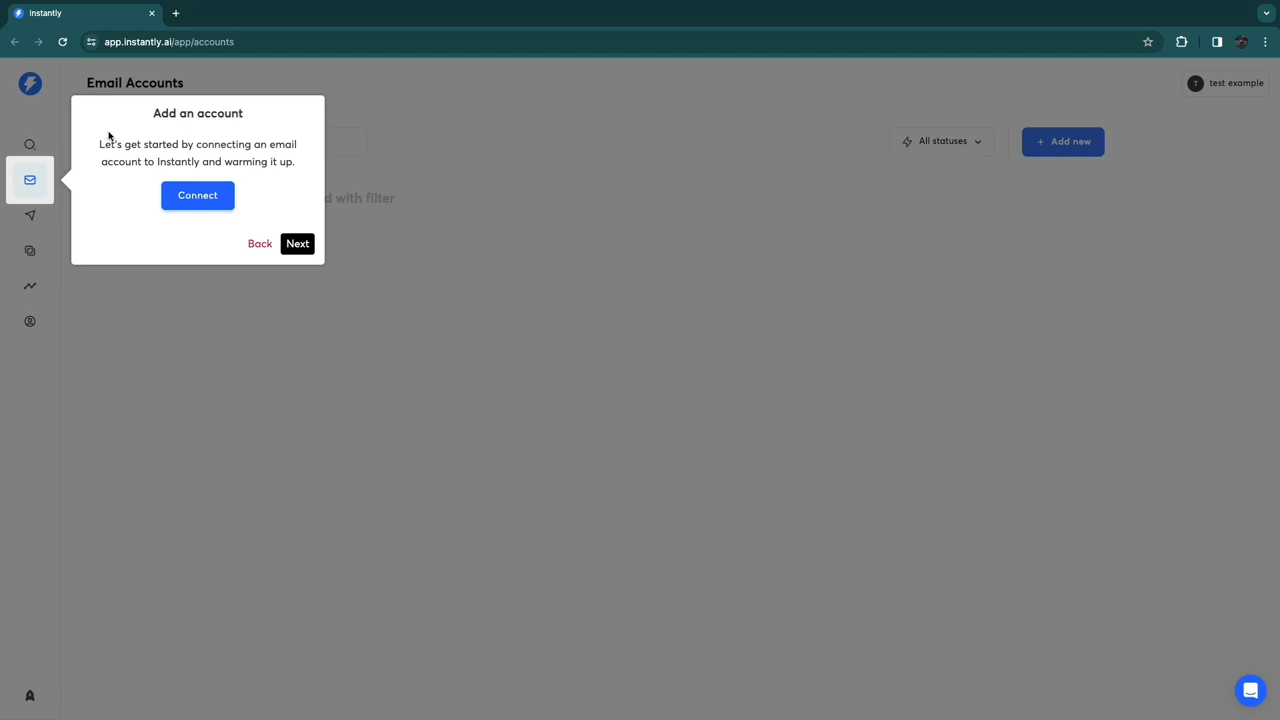 Instantly
app.instantly.ai/app/accounts
Email Accounts
T test example
Add an account
Let's get started by connecting an email
account to Instantly and warming it up.
Connect
Back Next
All statuses
+ Add new
d with filter